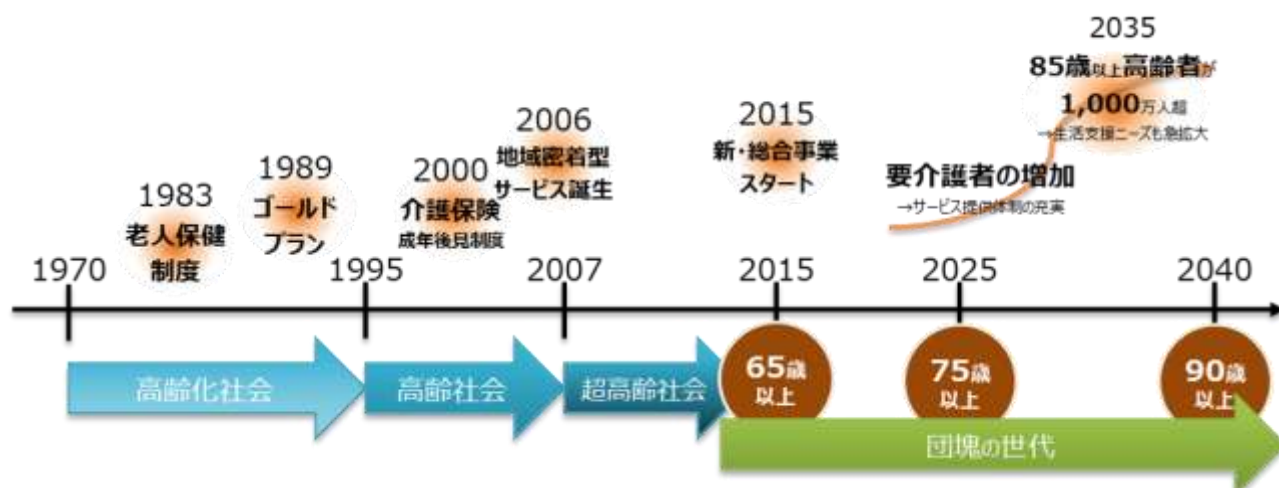 2035
85歳以上高齢者が
1,000万人超
→生活支援ニーズも急拡大
2006
地域密着型
サービス誕生
2015
新・総合事業
スタート
1989
ゴールド
プラン
2000
介護保険
成年後見制度
要介護者の増加
→サービス提供体制の充実
1983
老人保健
制度
1970
1995
2007
2015
2025
2040
高齢化社会
高齢社会
超高齢社会
65歳
以上
75歳
以上
90歳
以上
団塊の世代